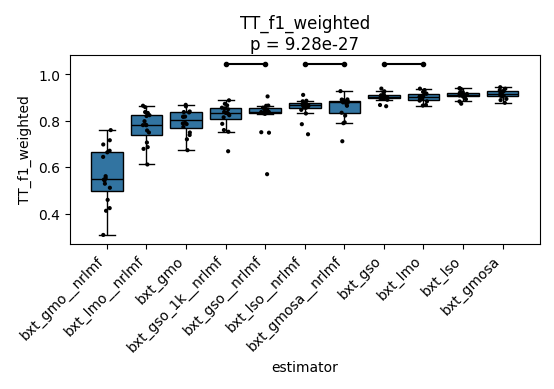 TT_f1_weighted
p = 9.28e-27
TT_f1_weighted
1.0
0.8
0.6
0.4
bxt_gmo__nrlmf
bxt_lmo__nrlmf
bxt_gmo
bxt_gso_1k__nrlmf
bxt_gso__nrlmf
bxt_lso__nrlmf
bxt_gmosa__nrlmf
bxt_gso
bxt_lmo
bxt_lso
bxt_gmosa
estimator